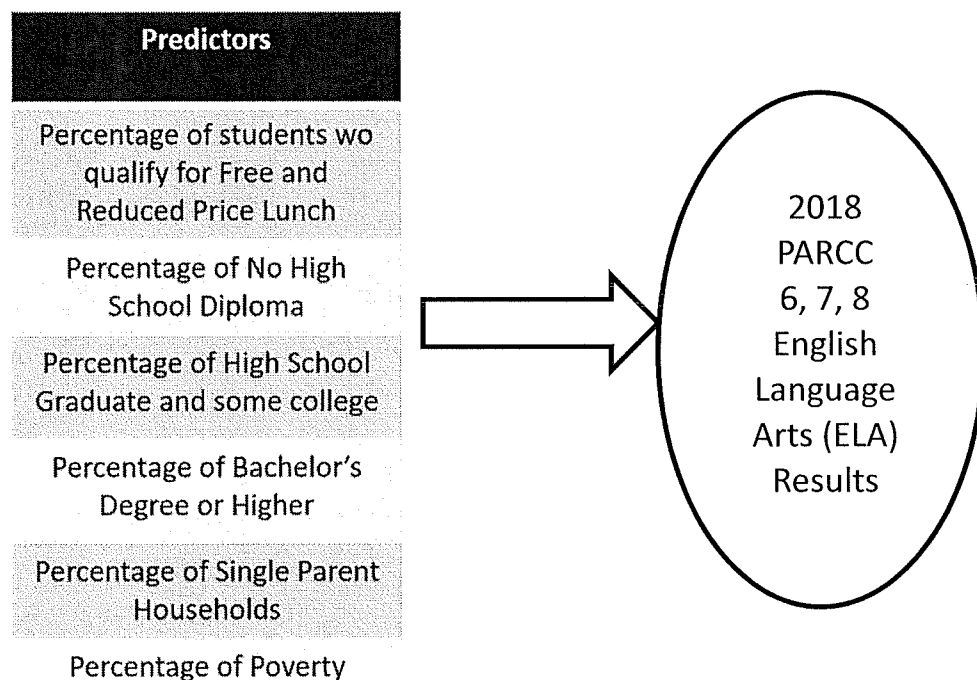 Predictors
Percentage of students wo
qualify for Free and
Reduced Price Lunch
Percentage of No High
School Diploma
Percentage of High School
Graduate and some college
Percentage of Bachelor's
Degree or Higher
Percentage of Single Parent
Households
Percentage of Poverty
2018
PARCC
6, 7, 8
English
Language
Arts (ELA)
Results